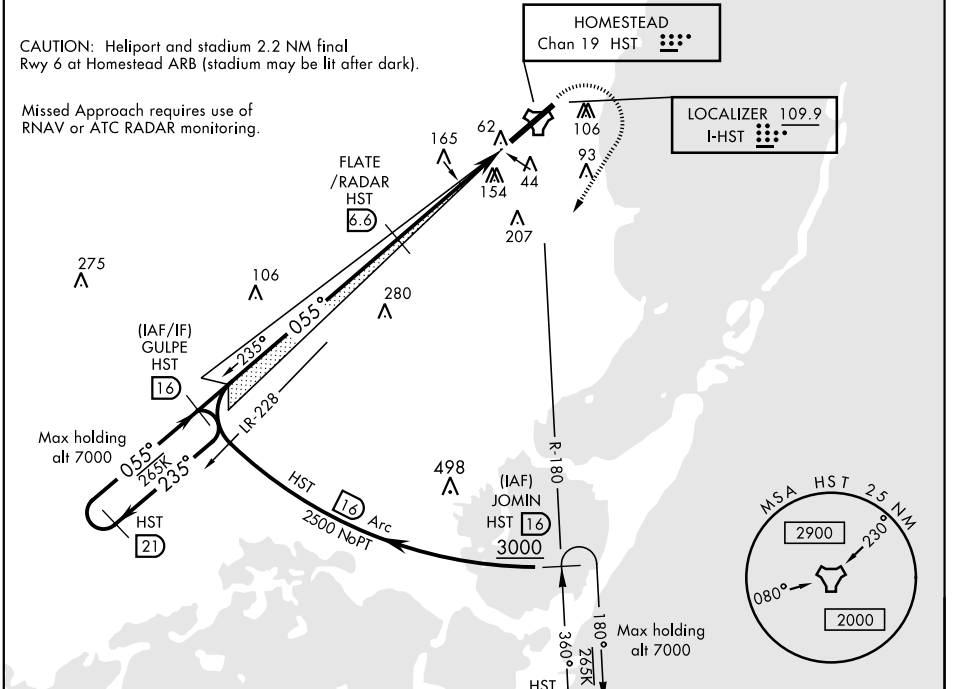 HOMESTEAD
Chan 19 HST
CAUTION: Heliport and stadium 2.2 NM final
Rwy 6 at Homestead ARB (stadium may be lit after dark).
Missed Approach requires use of
RNAV or ATC RADAR monitoring.
LOCALIZER 109.9
I-HST
62
106
165
93
44
154
207
FLATE
/RADAR
HST
6.6
275
106
280
055°
235°
(IAF/IF)
GULPE
HST
16
LR-228
Max holding
alt 7000
055°
265K
235°
HST
21
HST 16 Arc
2500 NoPT
498
R-180
(IAF)
JOMIN
HST 16
3000
MSA HST 25 NM
2900
230°
080°
2000
180°
265K
360°
Max holding
alt 7000
HST